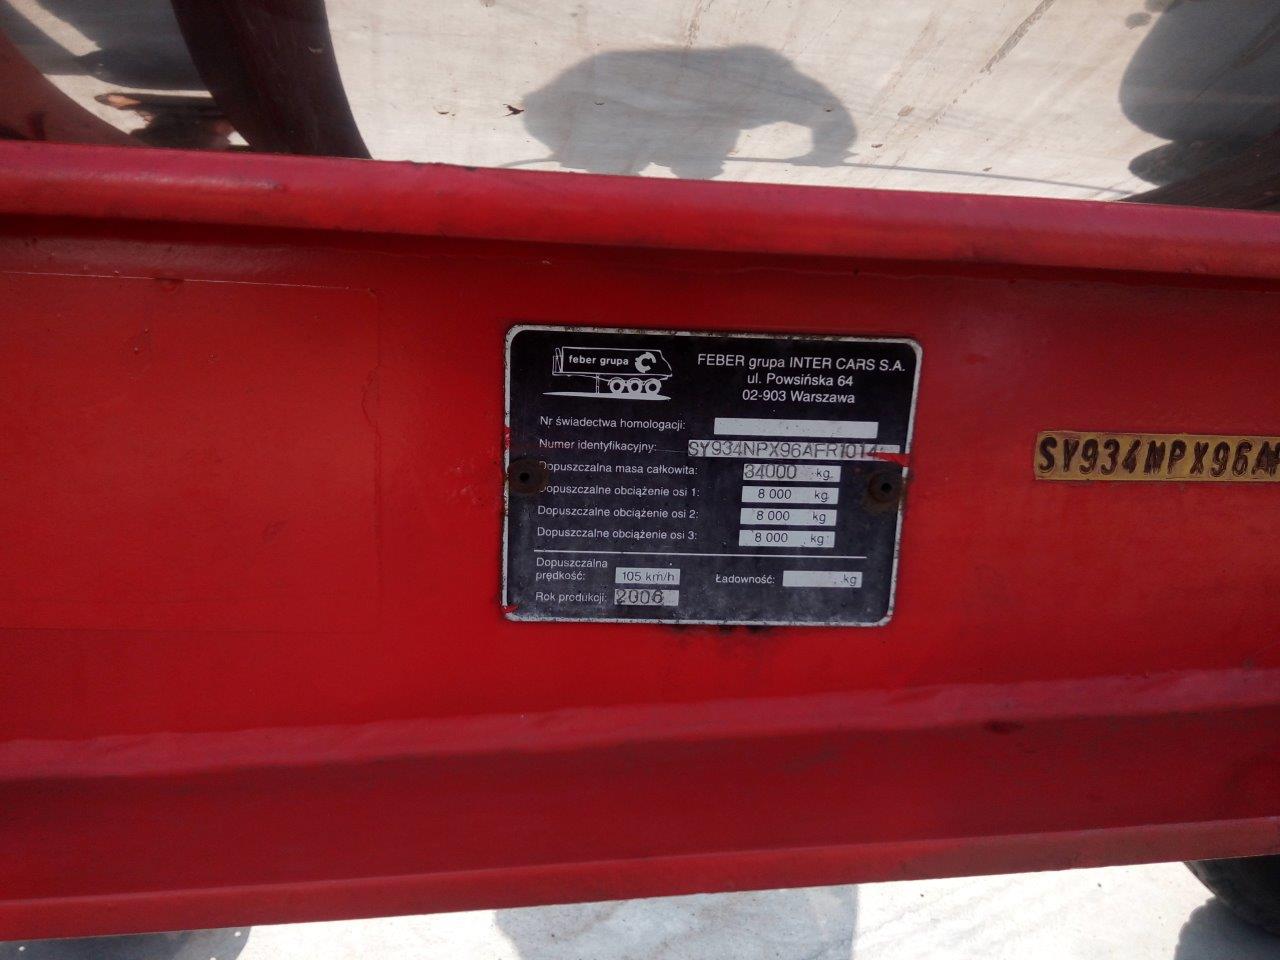 feber grupa
FEBER grupa INTER CARS S.A.
ul. Powsińska 64
02-903 Warszawa
Nr świadectwa homologacji:
Numer identyfikacyjny: SY934NPX96AFR1014
Dopuszczalna masa całkowita: 34000 kg
Dopuszczalne obciążenie osi 1: 8 000 kg
Dopuszczalne obciążenie osi 2: 8 000 kg
Dopuszczalne obciążenie osi 3: 8 000 kg
Dopuszczalna
prędkość: 105 km/h Ładowność: kg
Rok produkcji: 2006
SY934NPX96A